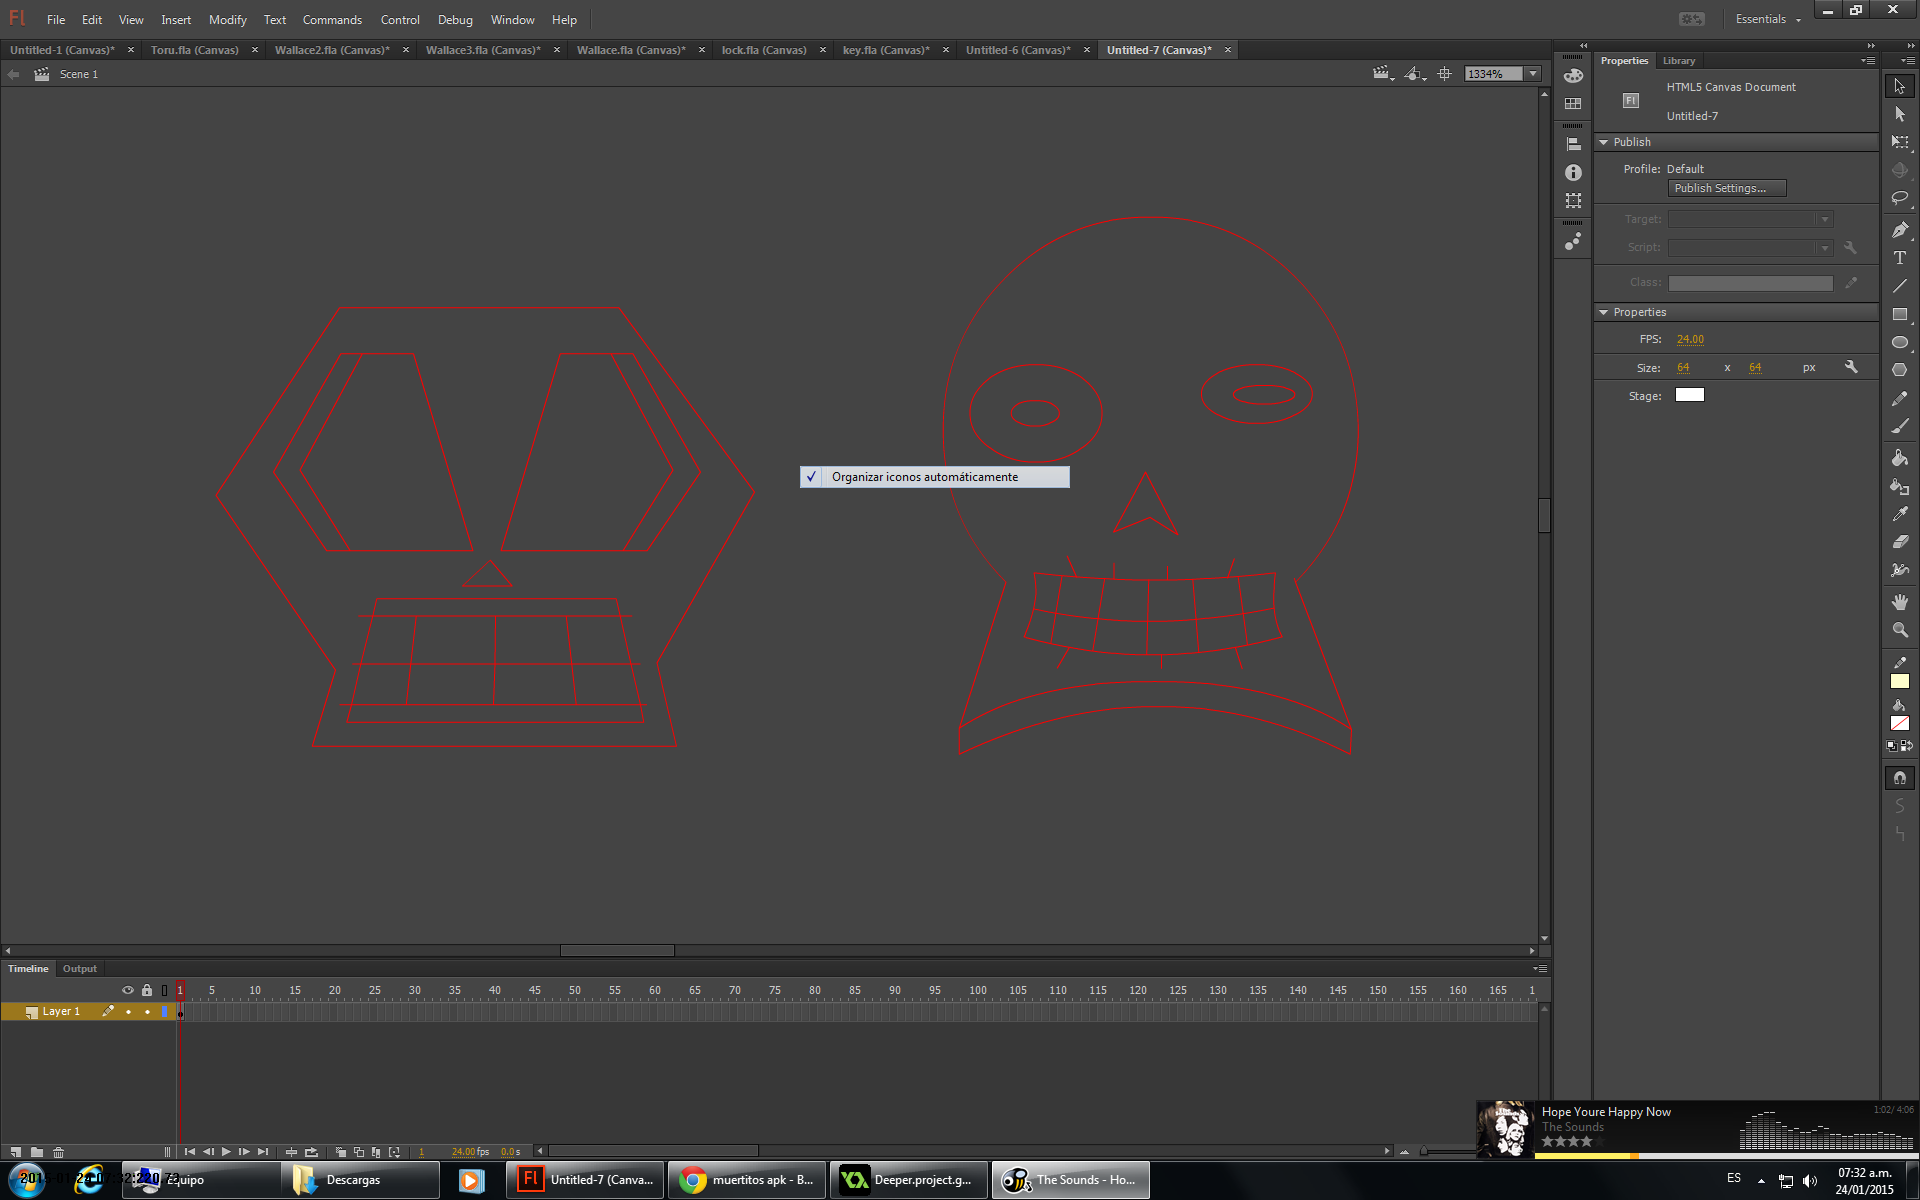 Fl File Edit View Insert Modify Text Commands Control Debug Window Help Essentials
Untitled-1 (Canvas)* Toru.fla (Canvas) Wallace2.fla (Canvas)* Wallace3.fla (Canvas)* Wallace.fla (Canvas)* lock.fla (Canvas) key.fla (Canvas)* Untitled-6 (Canvas)* Untitled-7 (Canvas)*
Scene 1 1334%
Properties Library
HTML5 Canvas Document
Fl
Untitled-7
Publish
Profile: Default
Publish Settings...
Target:
Script:
Class:
Properties
FPS: 24.00
Size: 64 x 64 px
Stage:
Organizar iconos automáticamente
Timeline Output
1 5 10 15 20 25 30 35 40 45 50 55 60 65 70 75 80 85 90 95 100 105 110 115 120 125 130 135 140 145 150 155 160 165 1
Layer 1
1 24.00 fps 0.0 s
Hope Youre Happy Now 1:02/ 4:06
The Sounds
Equipo Descargas Untitled-7 (Canva... muertitos apk - B... Deeper.project.g... The Sounds - Ho... ES 07:32 a.m.
24/01/2015